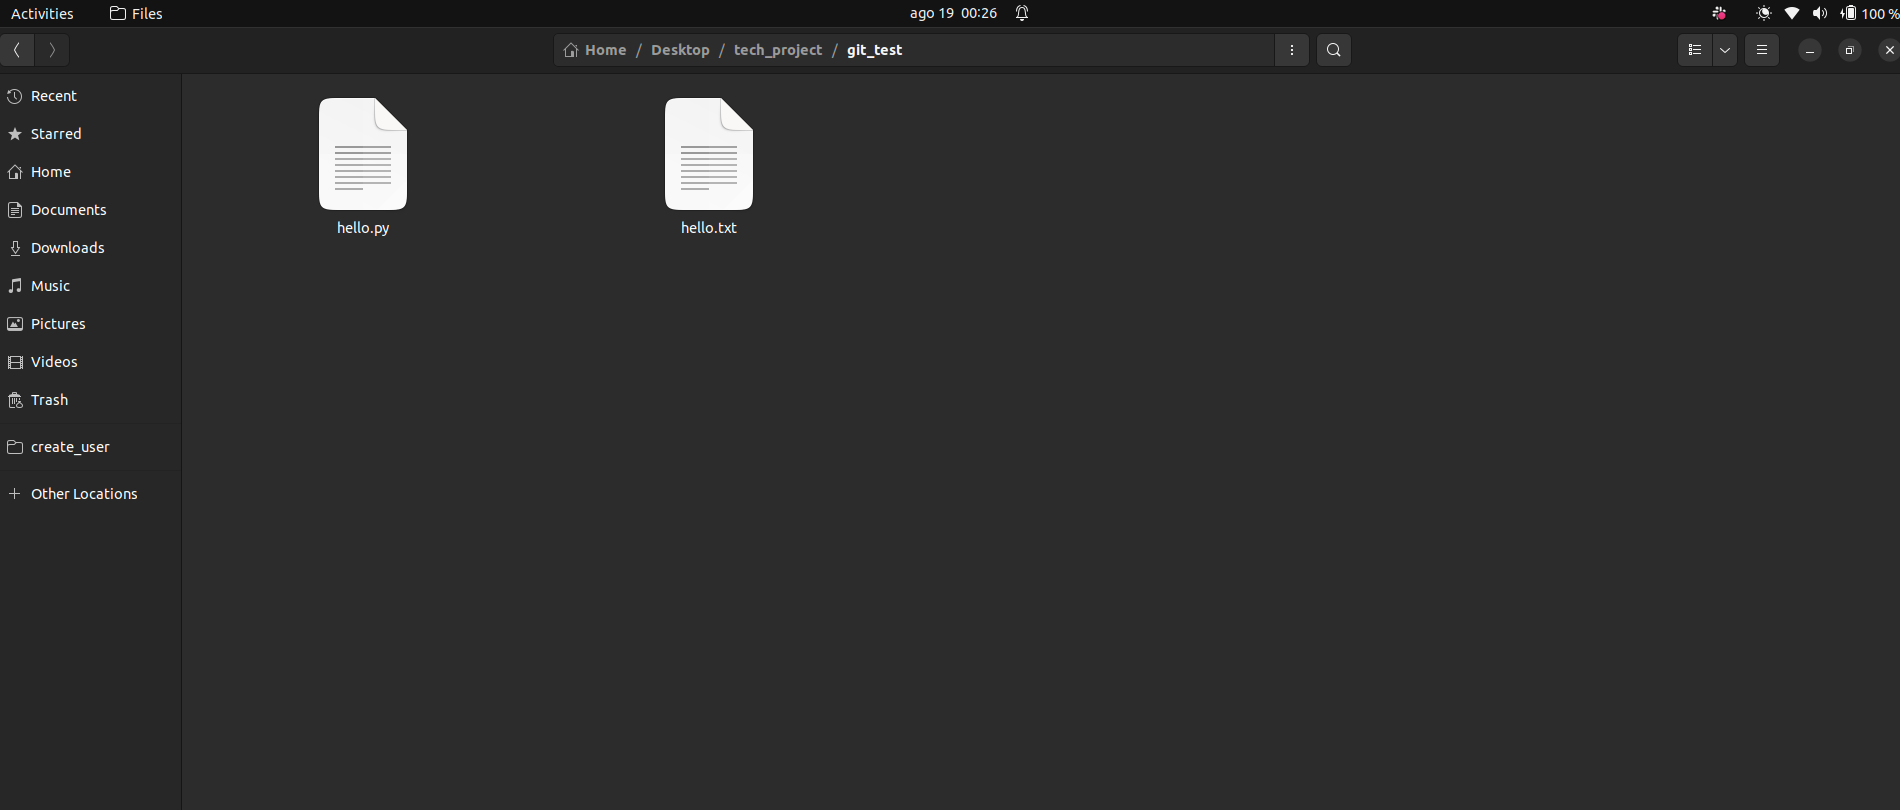 Activities Files ago 19 00:26 100 %
Home / Desktop / tech_project / git_test
Recent
Starred
Home
Documents
Downloads
Music
Pictures
Videos
Trash
create_user
Other Locations
hello.py hello.txt